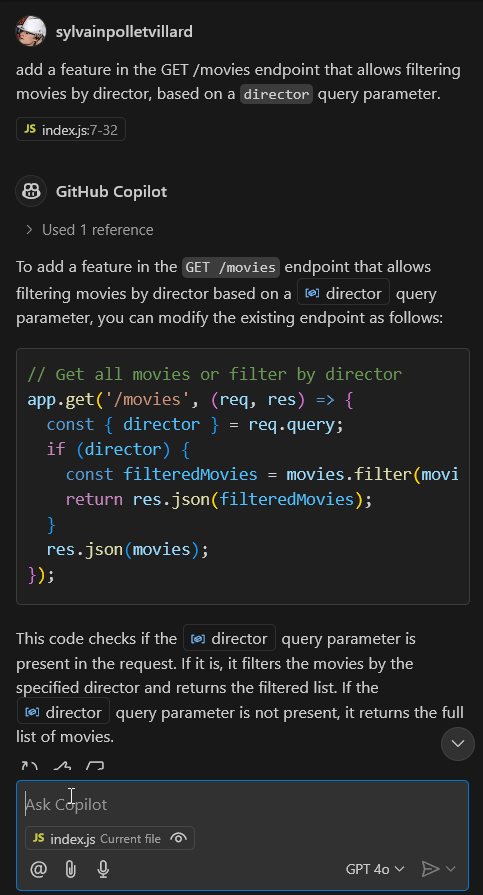 sylvainpolletvillard
add a feature in the GET /movies endpoint that allows filtering
movies by director, based on a director query parameter.
JS index.js:7-32
GitHub Copilot
> Used 1 reference
To add a feature in the GET /movies endpoint that allows
filtering movies by director based on a director query
parameter, you can modify the existing endpoint as follows:
// Get all movies or filter by director
app.get('/movies', (req, res) => {
  const { director } = req.query;
  if (director) {
    const filteredMovies = movies.filter(movi
    return res.json(filteredMovies);
  }
  res.json(movies);
});
This code checks if the director query parameter is
present in the request. If it is, it filters the movies by the
specified director and returns the filtered list. If the
director query parameter is not present, it returns the full
list of movies.
Ask Copilot
JS index.js Current file
@ GPT 4o